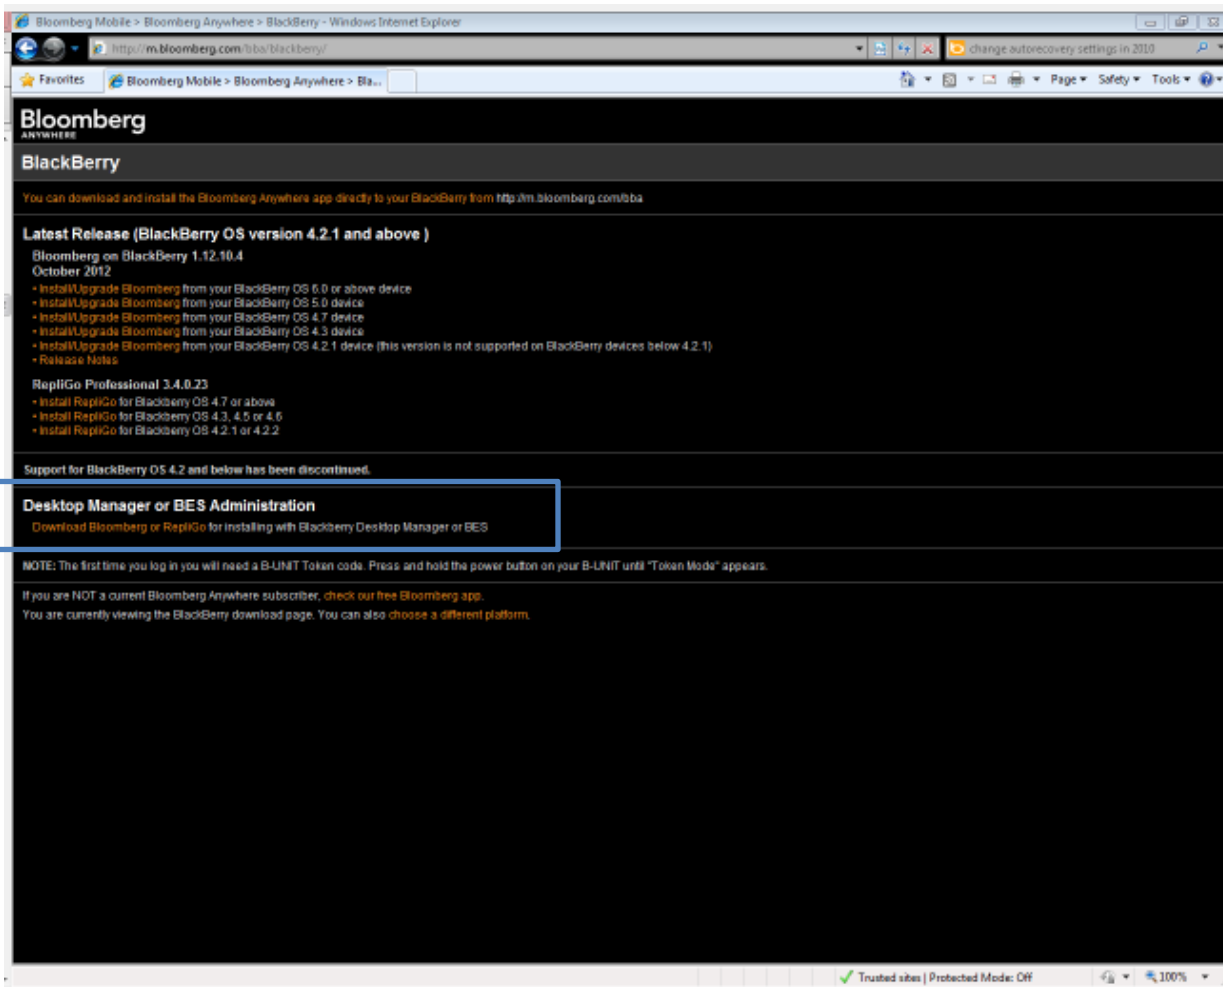 Bloomberg Mobile > Bloomberg Anywhere > BlackBerry - Windows Internet Explorer
http://m.bloomberg.com/bba/blackberry/
change autorecovery settings in 2010
Favorites
Bloomberg Mobile > Bloomberg Anywhere > Bla...
Page
Safety
Tools
Bloomberg
ANYWHERE
BlackBerry
You can download and install the Bloomberg Anywhere app directly to your BlackBerry from http://m.bloomberg.com/bba
Latest Release (BlackBerry OS version 4.2.1 and above )
Bloomberg on BlackBerry 1.12.10.4
October 2012
• Install/Upgrade Bloomberg from your BlackBerry OS 6.0 or above device
• Install/Upgrade Bloomberg from your BlackBerry OS 5.0 device
• Install/Upgrade Bloomberg from your BlackBerry OS 4.7 device
• Install/Upgrade Bloomberg from your BlackBerry OS 4.3 device
• Install/Upgrade Bloomberg from your BlackBerry OS 4.2.1 device (this version is not supported on BlackBerry devices below 4.2.1)
• Release Notes
RepliGo Professional 3.4.0.23
• Install RepliGo for Blackberry OS 4.7 or above
• Install RepliGo for Blackberry OS 4.3, 4.5 or 4.6
• Install RepliGo for Blackberry OS 4.2.1 or 4.2.2
Support for BlackBerry OS 4.2 and below has been discontinued.
Desktop Manager or BES Administration
Download Bloomberg or RepliGo for installing with Blackberry Desktop Manager or BES
NOTE: The first time you log in you will need a B-UNIT Token code. Press and hold the power button on your B-UNIT until "Token Mode" appears.
If you are NOT a current Bloomberg Anywhere subscriber, check our free Bloomberg app.
You are currently viewing the BlackBerry download page. You can also choose a different platform.
Trusted sites | Protected Mode: Off
100%